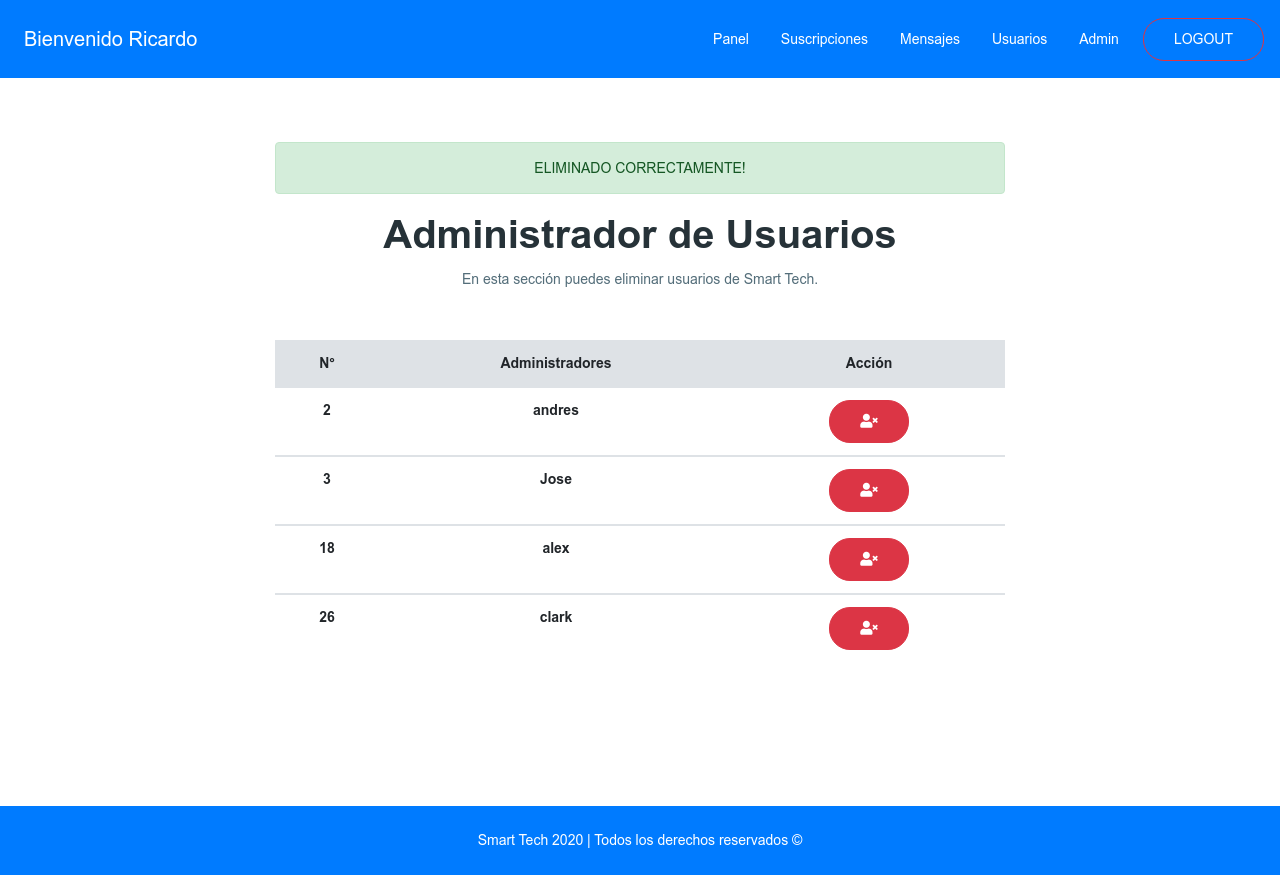 Bienvenido Ricardo
Panel Suscripciones Mensajes Usuarios Admin LOGOUT
ELIMINADO CORRECTAMENTE!
Administrador de Usuarios
En esta sección puedes eliminar usuarios de Smart Tech.
N° Administradores Acción
2 andres
3 Jose
18 alex
26 clark
Smart Tech 2020 | Todos los derechos reservados ©